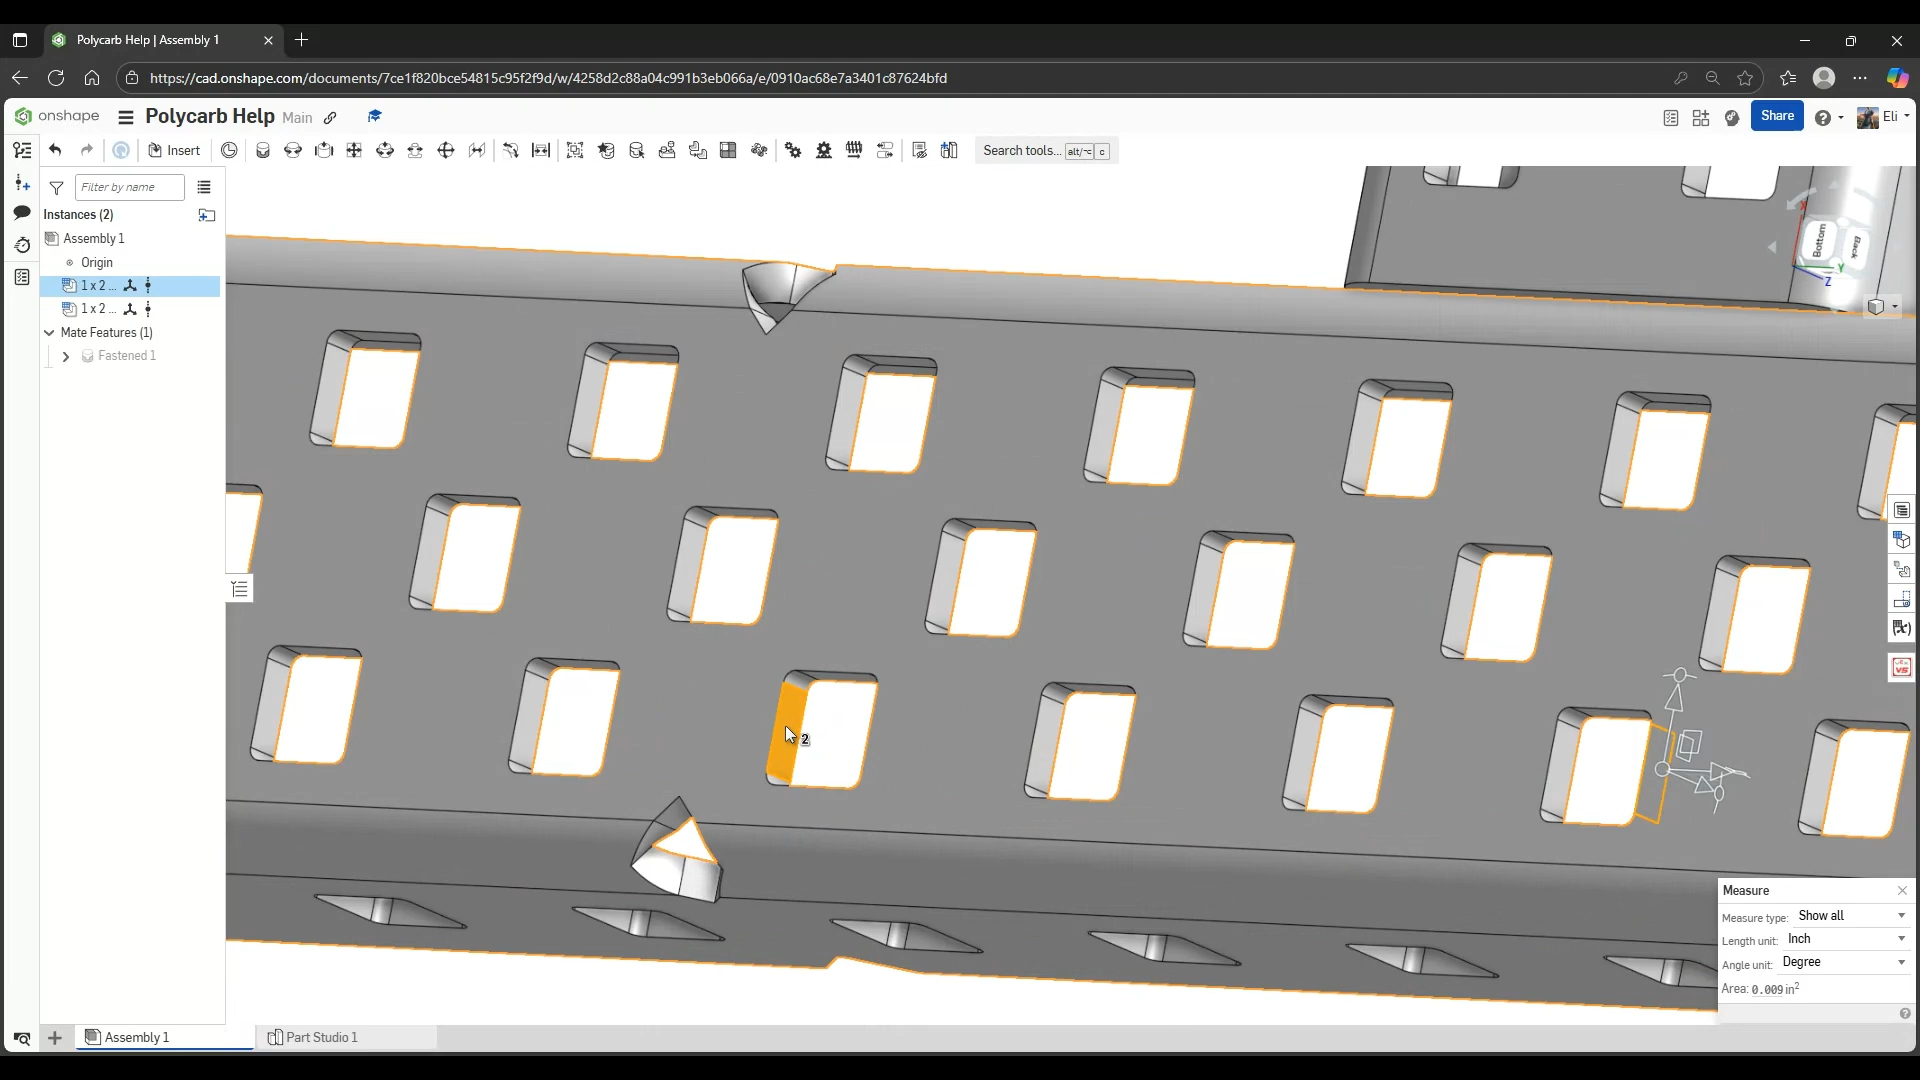 Polycarb Help | Assembly 1
https://cad.onshape.com/documents/7ce1f820bce54815c95f2f9d/w/4258d2c88a04c991b3eb066a/e/0910ac68e7a3401c87624bfd
onshape Polycarb Help Main Share Eli
Insert Search tools... alt/⌥ c
Filter by name
Instances (2)
Assembly 1
Origin
1 x 2 ...
1 x 2 ...
Mate Features (1)
Fastened 1
X
Bottom
Back
Y
Z
2
Measure
Measure type: Show all
Length unit: Inch
Angle unit: Degree
Area: 0.009 in²
Assembly 1 Part Studio 1